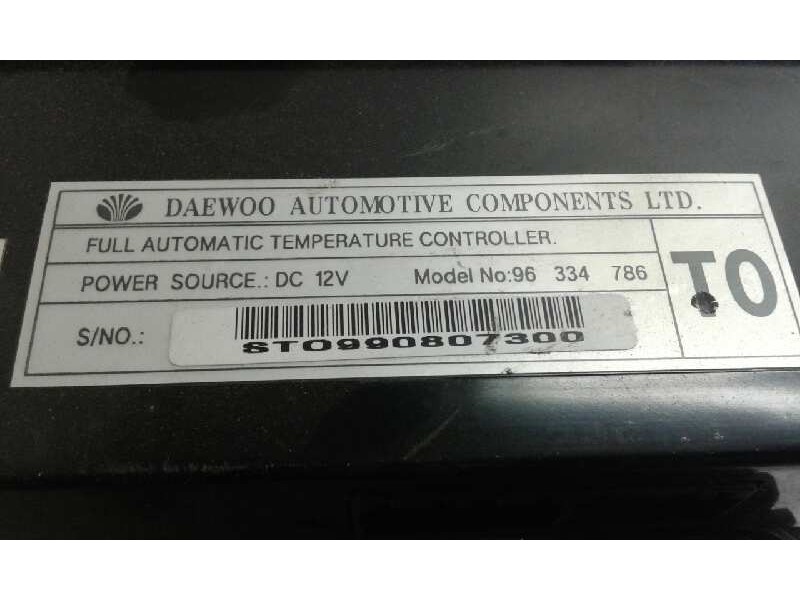 DAEWOO AUTOMOTIVE COMPONENTS LTD.
FULL AUTOMATIC TEMPERATURE CONTROLLER.
POWER SOURCE.: DC 12V Model No:96 334 786
T0
S/NO.:
STO990807300